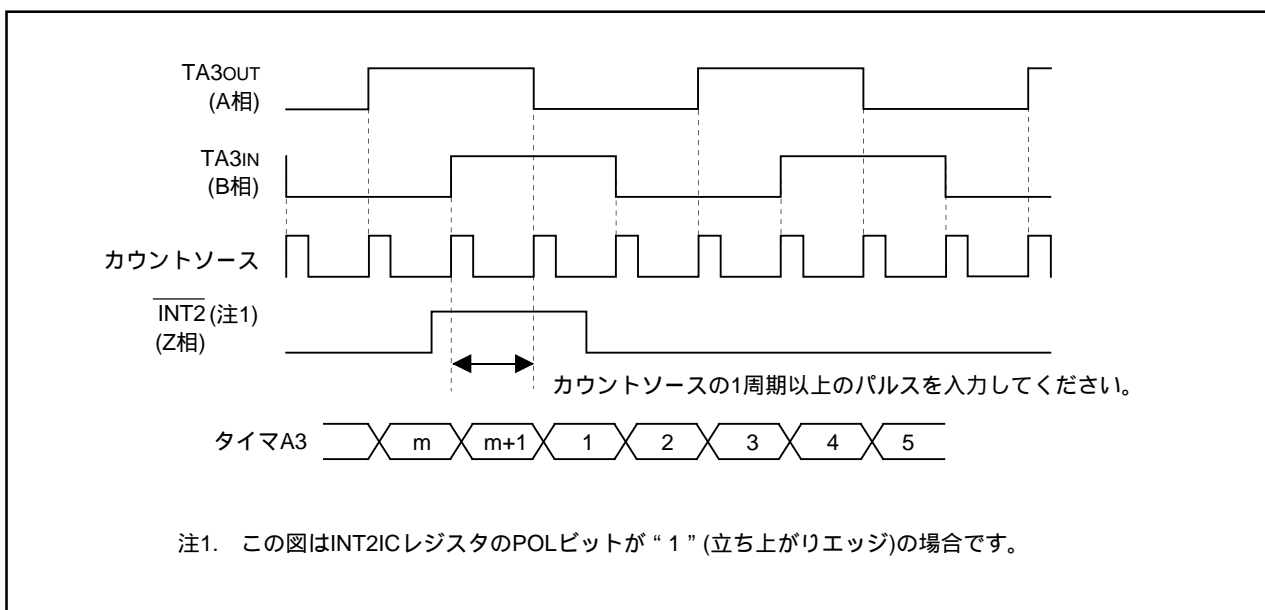 TA3OUT
(A相)
TA3IN
(B相)
カウントソース
INT2 (注1)
(Z相)
カウントソースの1周期以上のパルスを入力してください。
タイマA3 m m+1 1 2 3 4 5
注1. この図はINT2ICレジスタのPOLビットが“1”(立ち上がりエッジ)の場合です。